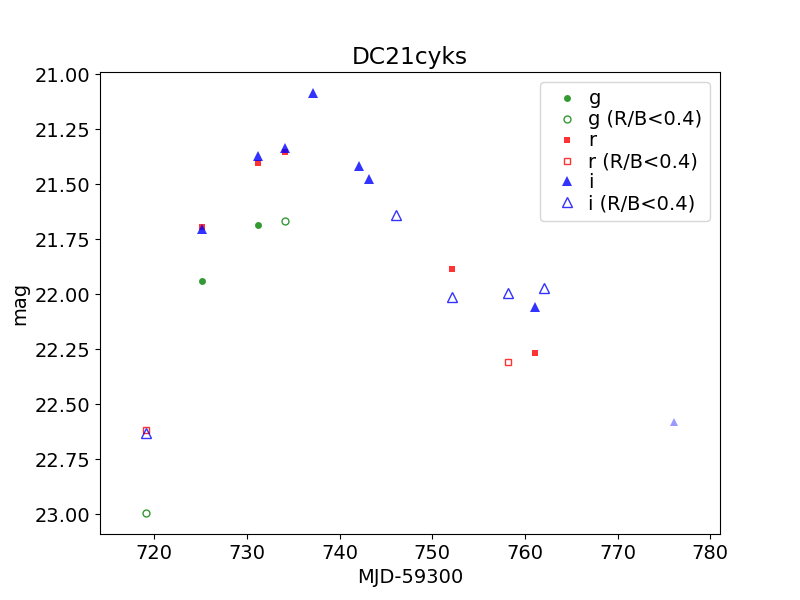 DC21cyks
21.00
21.25
21.50
21.75
22.00
22.25
22.50
22.75
23.00
mag
g
g (R/B<0.4)
r
r (R/B<0.4)
i
i (R/B<0.4)
720 730 740 750 760 770 780
MJD-59300